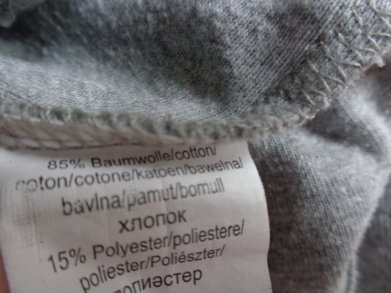 85% Baumwolle/cotton/
coton/cotone/katoen/bawełna/
bavlna/pamut/bomull
хлопок
15% Polyester/poliestere/
poliester/Poliészter/
полиэстер